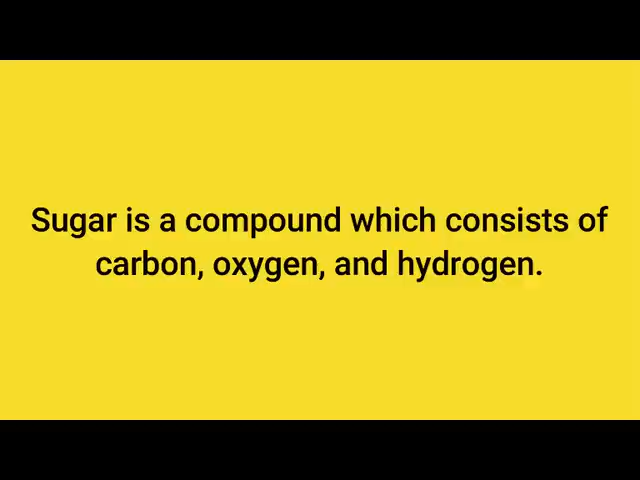 Sugar is a compound which consists of
carbon, oxygen, and hydrogen.